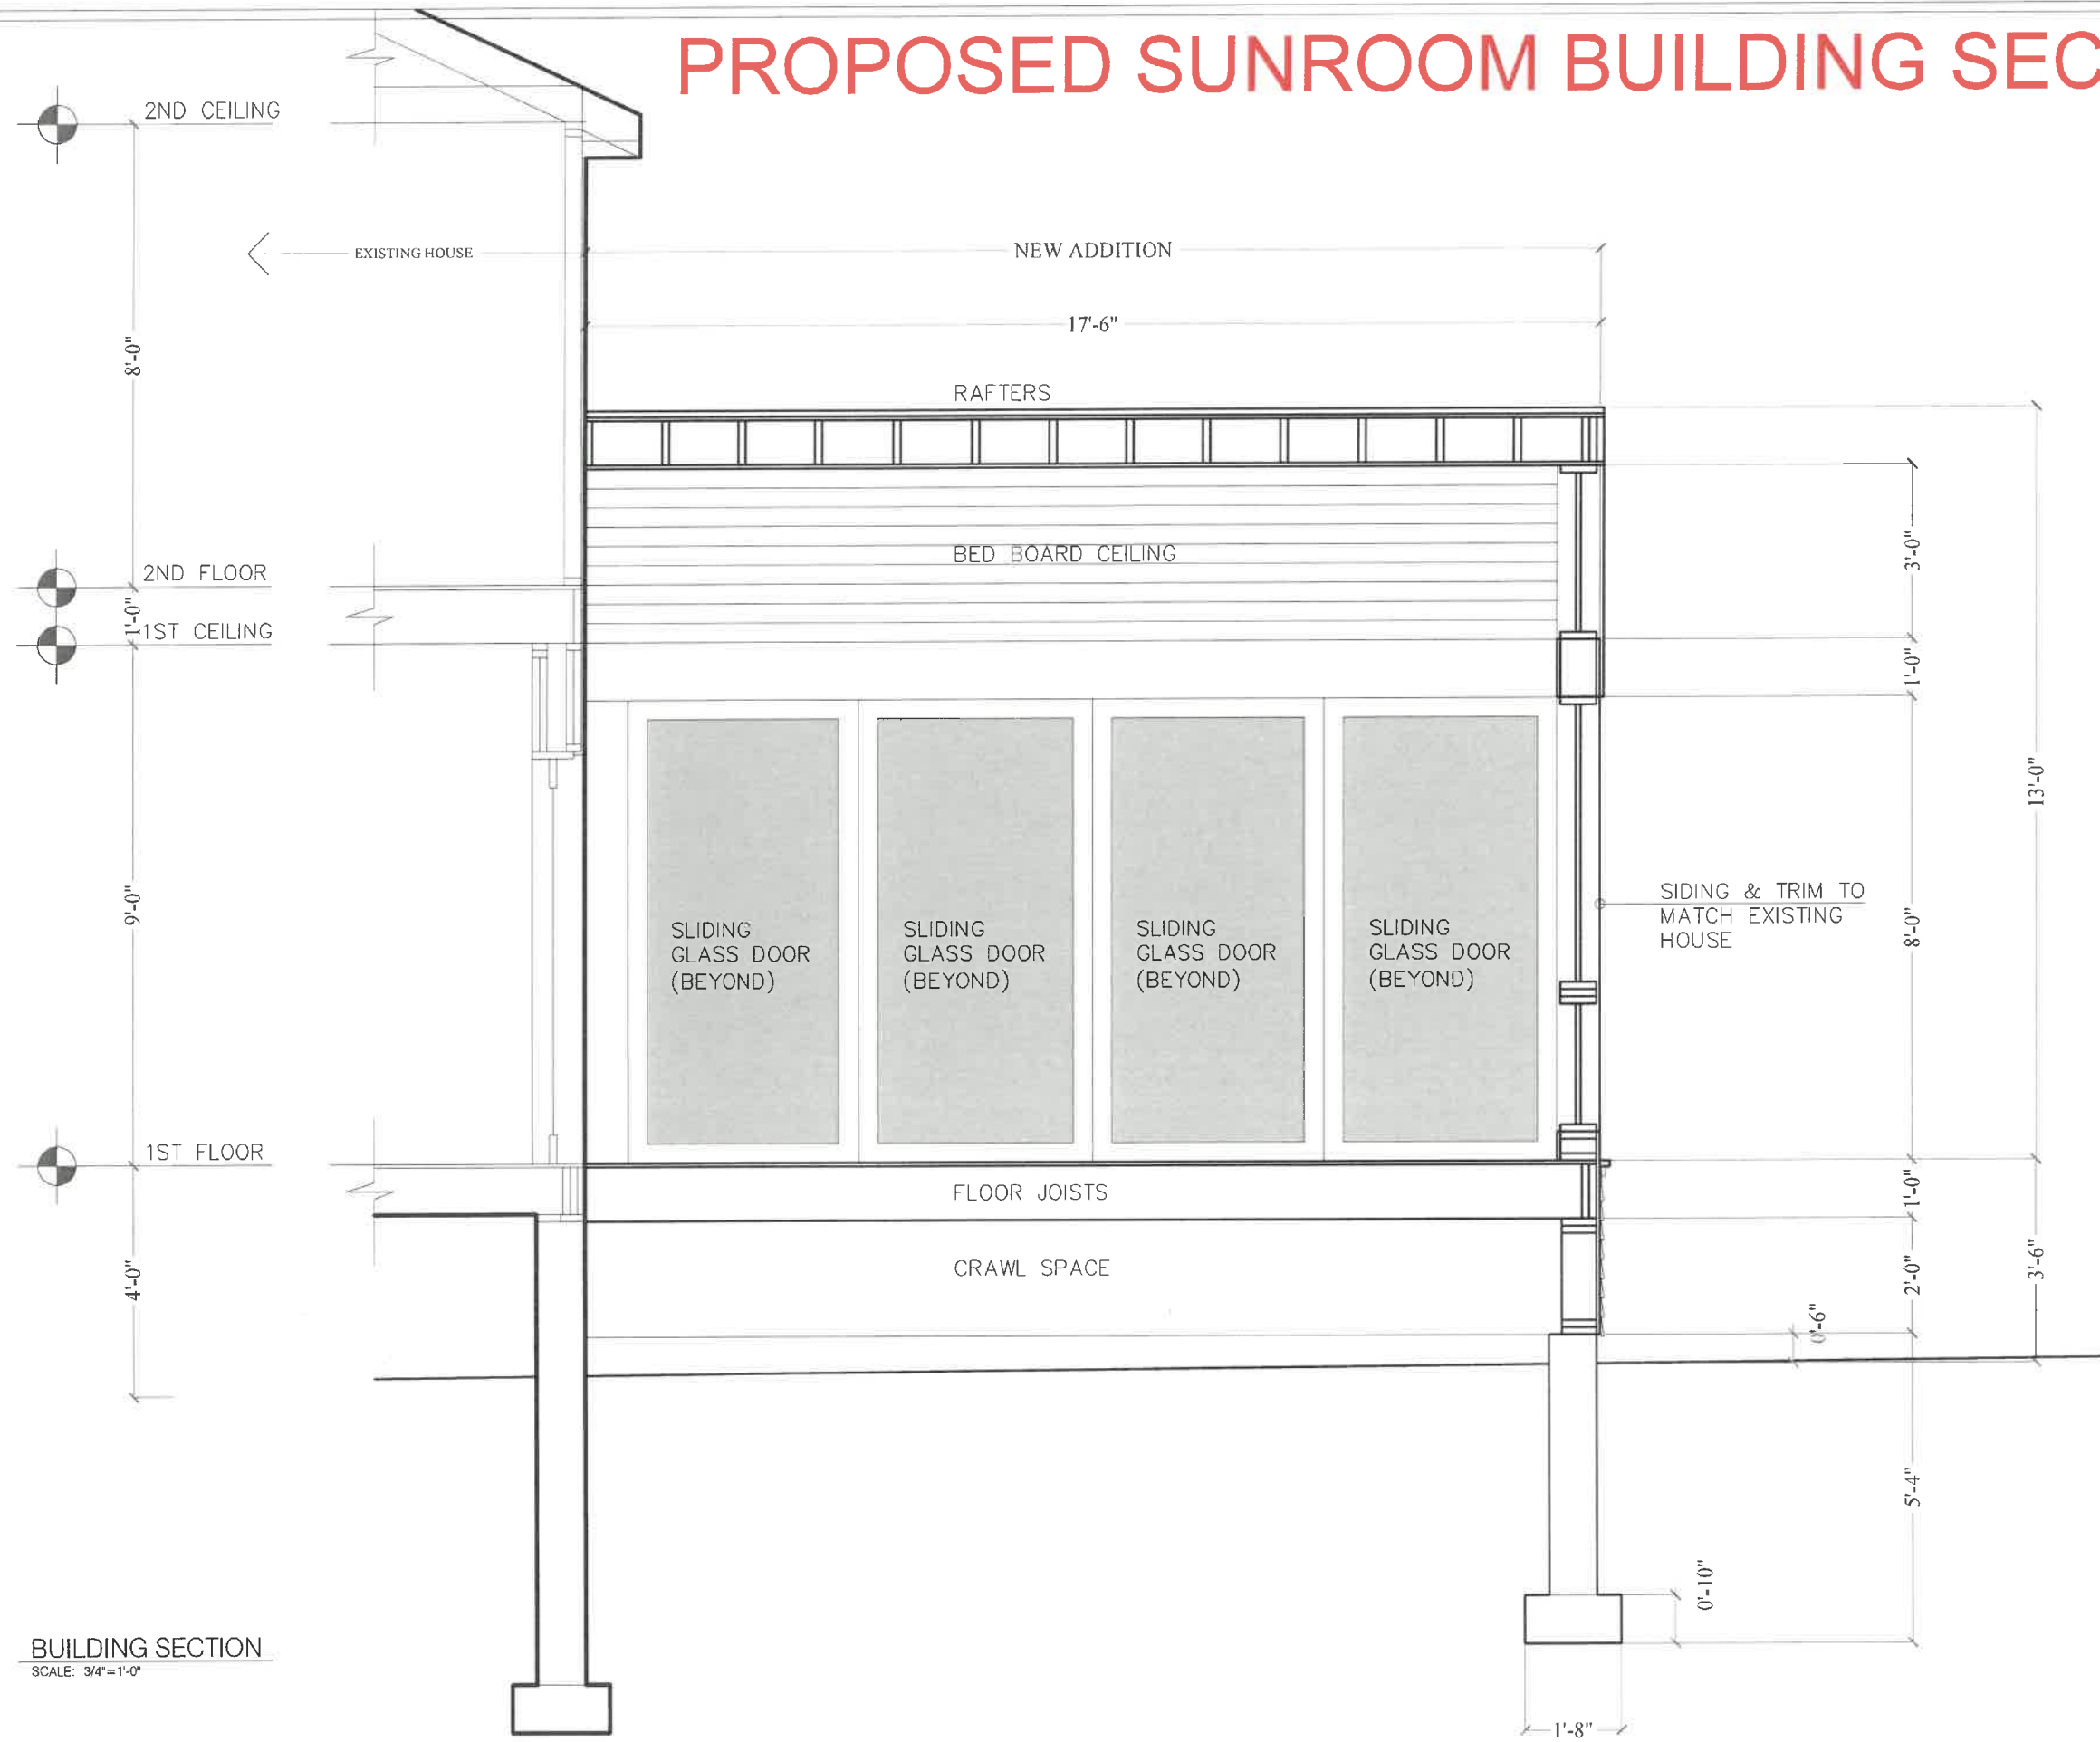 PROPOSED SUNROOM BUILDING SEC
2ND CEILING
EXISTING HOUSE
NEW ADDITION
17'-6"
8'-0"
RAFTERS
BED BOARD CEILING
3'-0"
2ND FLOOR
1'-0"
1ST CEILING
1'-0"
13'-0"
9'-0"
SLIDING
GLASS DOOR
(BEYOND)
SLIDING
GLASS DOOR
(BEYOND)
SLIDING
GLASS DOOR
(BEYOND)
SLIDING
GLASS DOOR
(BEYOND)
SIDING & TRIM TO
MATCH EXISTING
HOUSE
8'-0"
1ST FLOOR
FLOOR JOISTS
1'-0"
CRAWL SPACE
4'-0"
2'-0"
3'-6"
0'-6"
5'-4"
0'-10"
1'-8"
BUILDING SECTION
SCALE: 3/4"=1'-0"